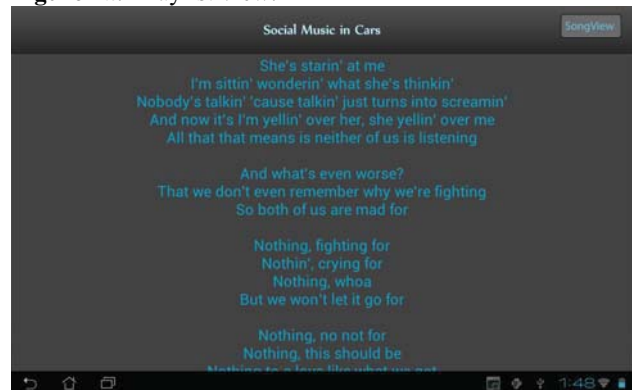 Social Music in Cars
SongView
She's starin' at me
I'm sittin' wonderin' what she's thinkin'
Nobody's talkin' 'cause talkin' just turns into screamin'
And now it's I'm yellin' over her, she yellin' over me
All that that means is neither of us is listening
And what's even worse?
That we don't even remember why we're fighting
So both of us are mad for
Nothing, fighting for
Nothin', crying for
Nothing, whoa
But we won't let it go for
Nothing, no not for
Nothing, this should be
1:48